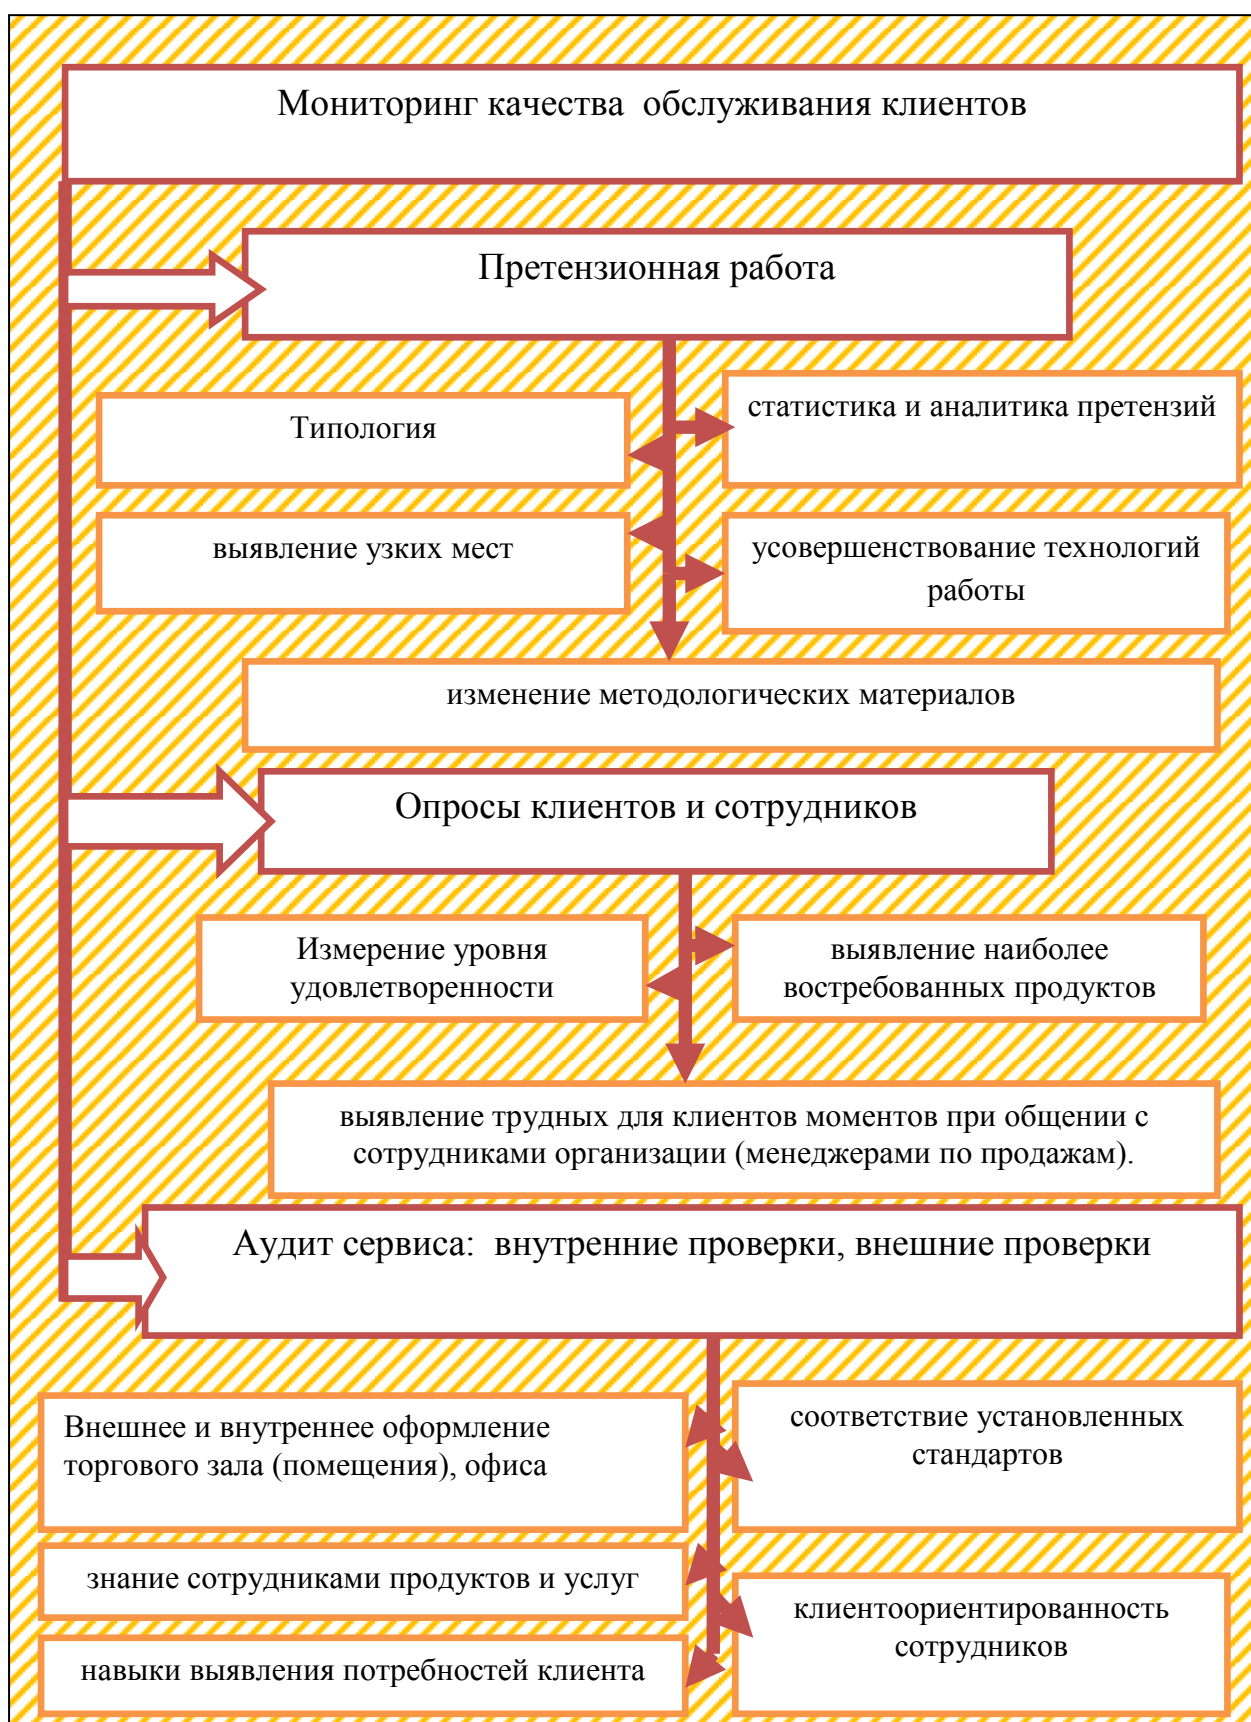 Мониторинг качества обслуживания клиентов
Претензионная работа
Типология
статистика и аналитика претензий
выявление узких мест
усовершенствование технологий
работы
изменение методологических материалов
Опросы клиентов и сотрудников
Измерение уровня
удовлетворенности
выявление наиболее
востребованных продуктов
выявление трудных для клиентов моментов при общении с
сотрудниками организации (менеджерами по продажам).
Аудит сервиса: внутренние проверки, внешние проверки
Внешнее и внутреннее оформление
торгового зала (помещения), офиса
соответствие установленных
стандартов
знание сотрудниками продуктов и услуг
клиентоориентированность
сотрудников
навыки выявления потребностей клиента